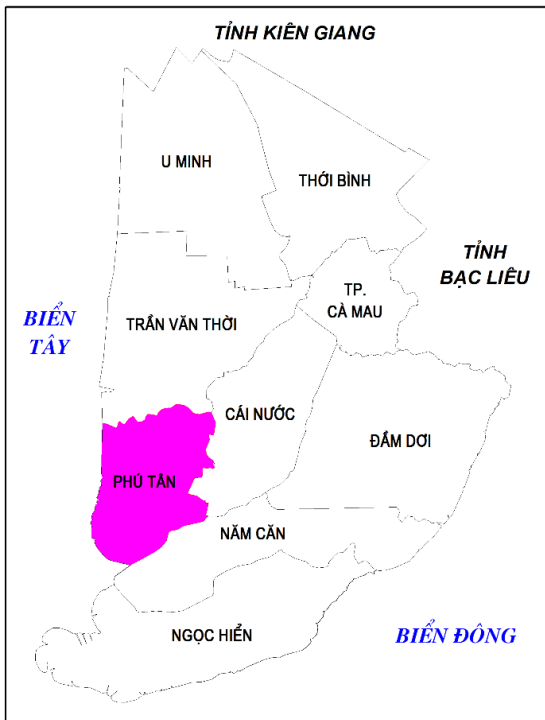 TỈNH KIÊN GIANG
U MINH
THỚI BÌNH
TỈNH
BẠC LIÊU
TP.
CÀ MAU
BIỂN
TÂY
TRẦN VĂN THỜI
CÁI NƯỚC
ĐẦM DƠI
PHÚ TÂN
NĂM CĂN
NGỌC HIỂN
BIỂN ĐÔNG